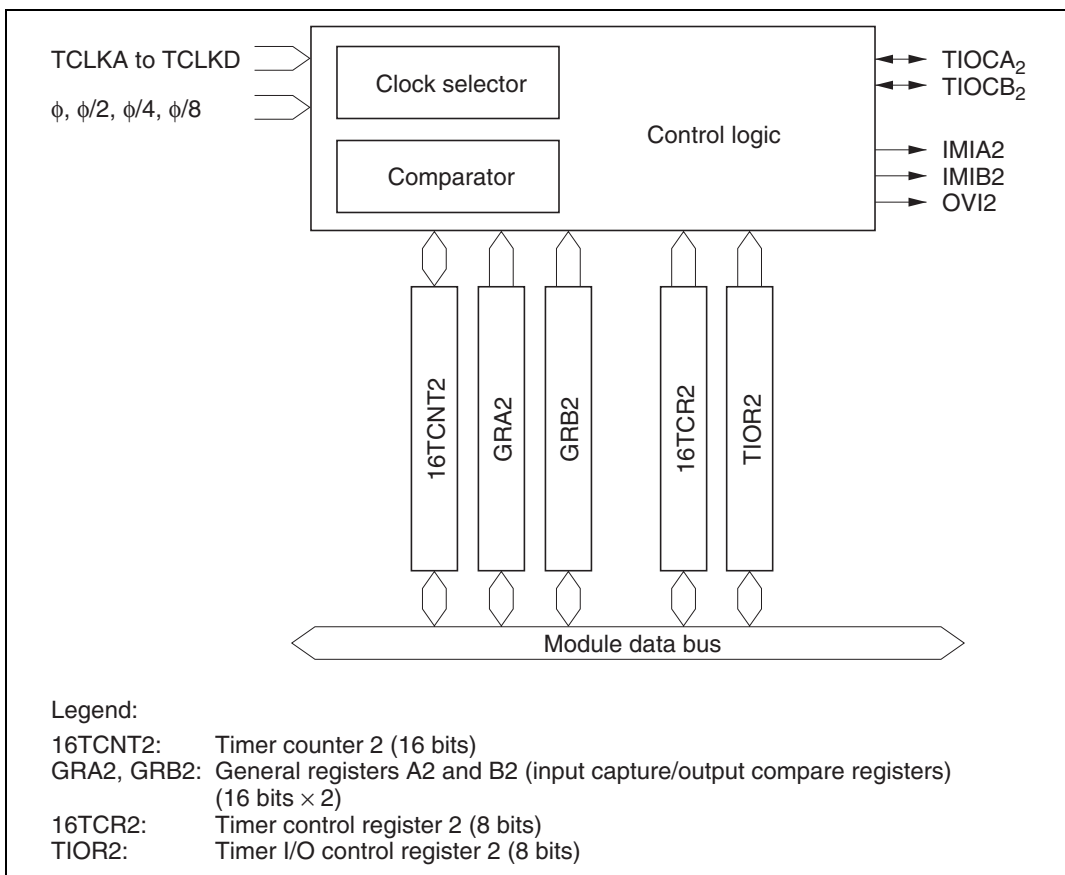 TCLKA to TCLKD
ϕ, ϕ/2, ϕ/4, ϕ/8
Clock selector
Comparator
Control logic
TIOCA₂
TIOCB₂
IMIA2
IMIB2
OVI2
16TCNT2
GRA2
GRB2
16TCR2
TIOR2
Module data bus
Legend:
16TCNT2: Timer counter 2 (16 bits)
GRA2, GRB2: General registers A2 and B2 (input capture/output compare registers)
(16 bits × 2)
16TCR2: Timer control register 2 (8 bits)
TIOR2: Timer I/O control register 2 (8 bits)